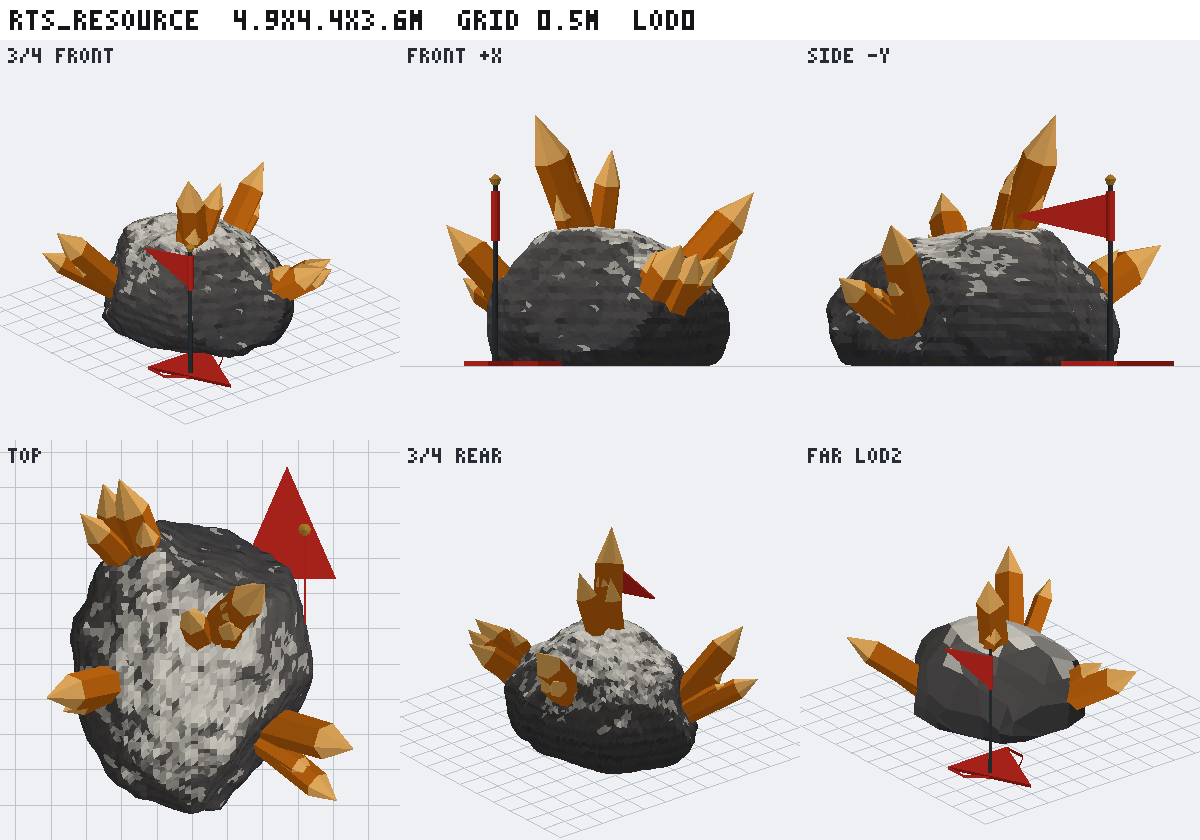 RTS_RESOURCE  4.9X4.4X3.6M  GRID 0.5M  LOD0
3/4 FRONT
FRONT +X
SIDE -Y
TOP
3/4 REAR
FAR LOD2